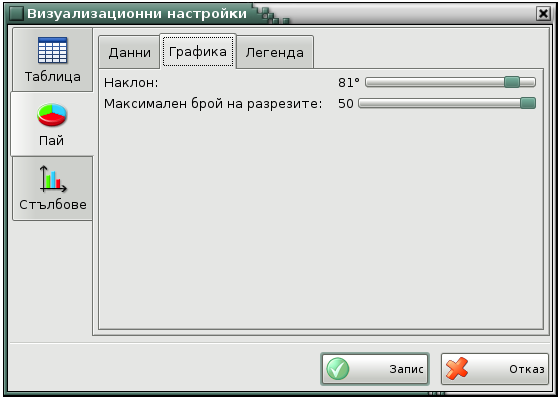 Визуализационни настройки
Таблица
Пай
Стълбове
Данни
Графика
Легенда
Наклон: 81°
Максимален брой на разрезите: 50
Запис
Отказ